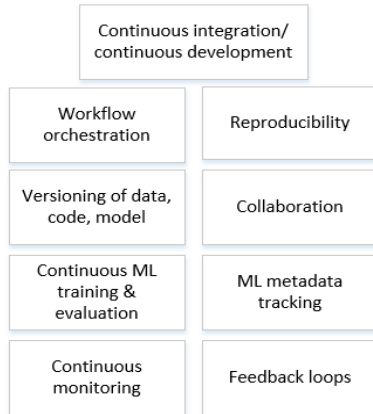 Continuous integration/
continuous development
Workflow
orchestration
Reproducibility
Versioning of data,
code, model
Collaboration
Continuous ML
training &
evaluation
ML metadata
tracking
Continuous
monitoring
Feedback loops